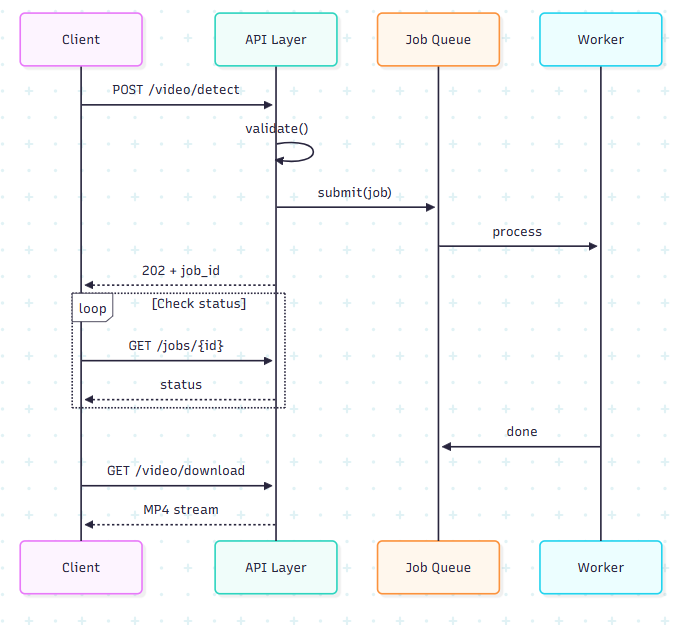 Client
API Layer
Job Queue
Worker
POST /video/detect
validate()
submit(job)
process
202 + job_id
loop
[Check status]
GET /jobs/{id}
status
done
GET /video/download
MP4 stream
Client
API Layer
Job Queue
Worker